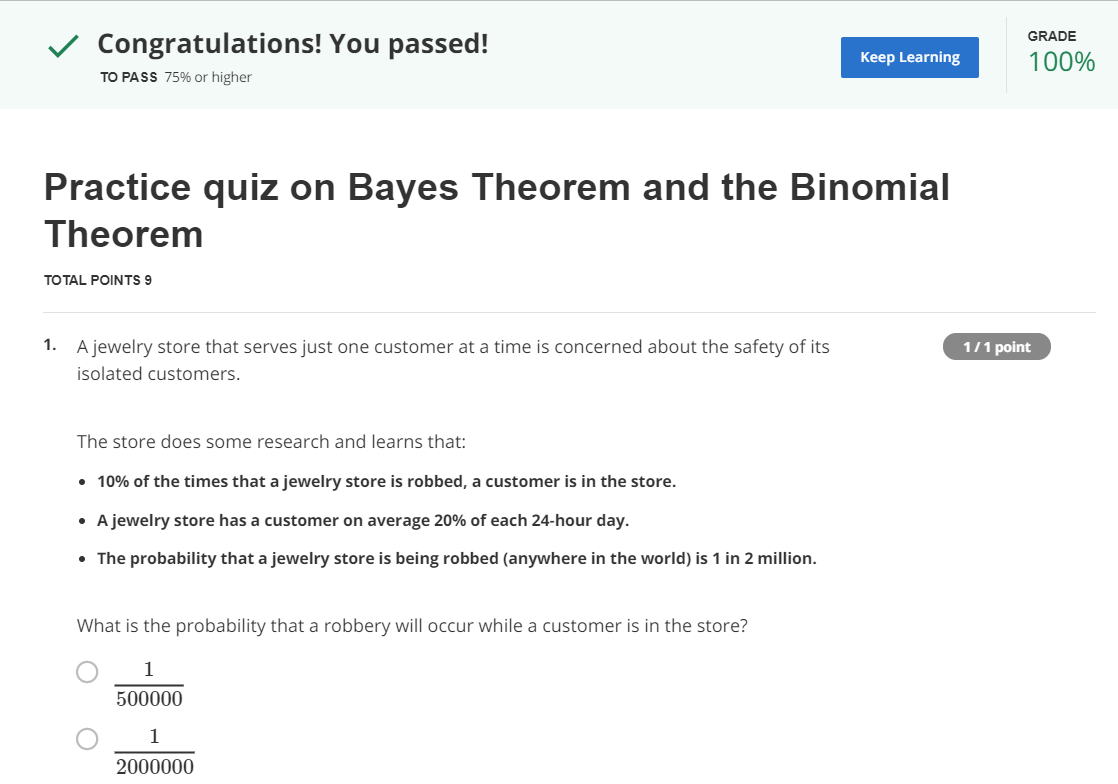 Congratulations! You passed!
TO PASS 75% or higher
Keep Learning
GRADE
100%
Practice quiz on Bayes Theorem and the Binomial
Theorem
TOTAL POINTS 9
1. A jewelry store that serves just one customer at a time is concerned about the safety of its
isolated customers.
1 / 1 point
The store does some research and learns that:
• 10% of the times that a jewelry store is robbed, a customer is in the store.
• A jewelry store has a customer on average 20% of each 24-hour day.
• The probability that a jewelry store is being robbed (anywhere in the world) is 1 in 2 million.
What is the probability that a robbery will occur while a customer is in the store?
1
500000
1
2000000